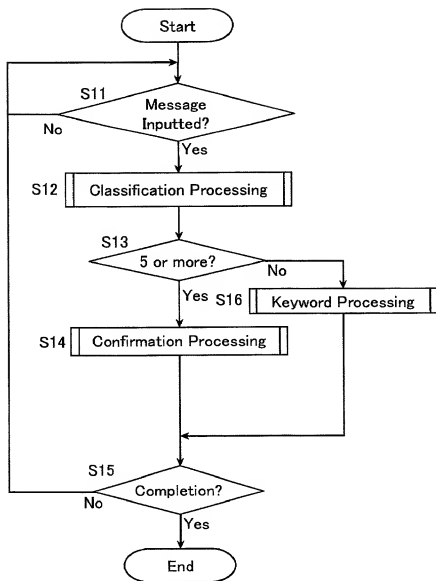 Start
S11
Message
Inputted?
No
Yes
S12
Classification Processing
S13
5 or more?
No
Yes
S16
Keyword Processing
S14
Confirmation Processing
S15
Completion?
No
Yes
End